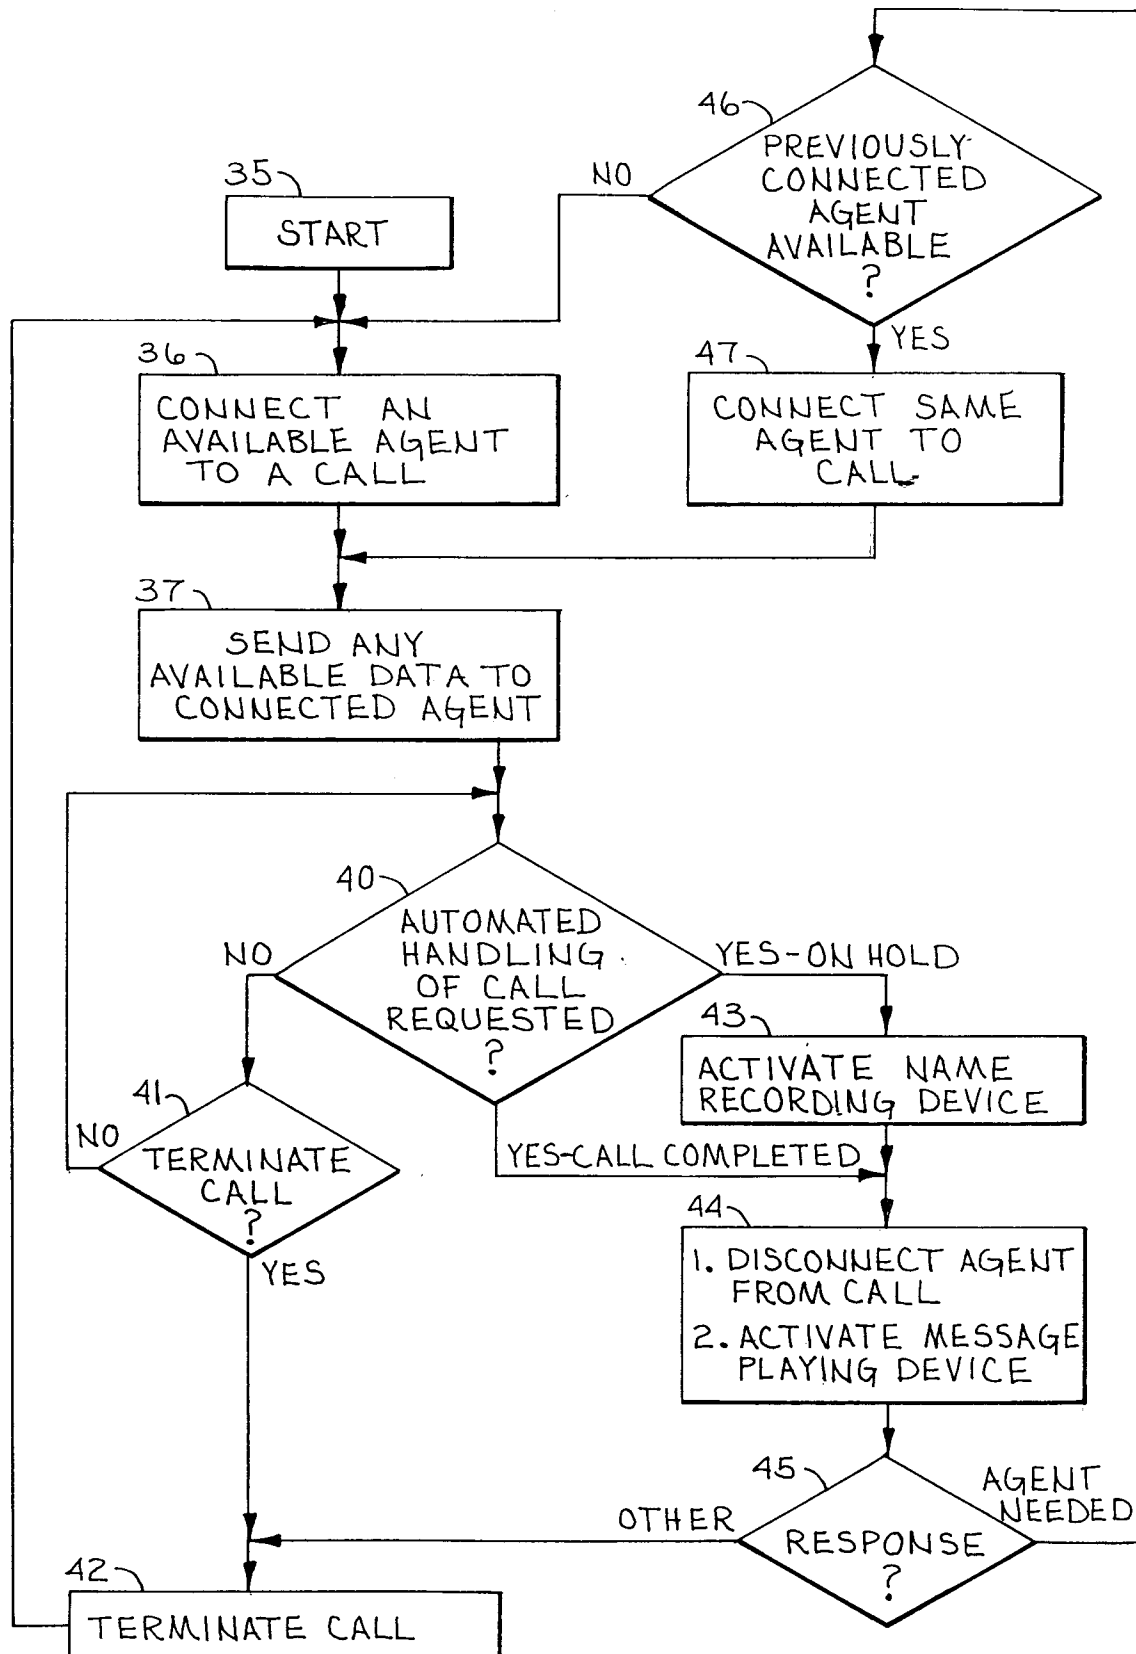 46
PREVIOUSLY
CONNECTED
AGENT
AVAILABLE
?
NO
YES
35
START
36
CONNECT AN
AVAILABLE AGENT
TO A CALL
47
CONNECT SAME
AGENT TO
CALL
37
SEND ANY
AVAILABLE DATA TO
CONNECTED AGENT
40
AUTOMATED
HANDLING
OF CALL
REQUESTED
?
NO
YES-ON HOLD
43
ACTIVATE NAME
RECORDING DEVICE
41
NO
TERMINATE
CALL
?
YES
YES-CALL COMPLETED
44
1. DISCONNECT AGENT
FROM CALL
2. ACTIVATE MESSAGE
PLAYING DEVICE
45
AGENT
NEEDED
OTHER
RESPONSE
?
42
TERMINATE CALL